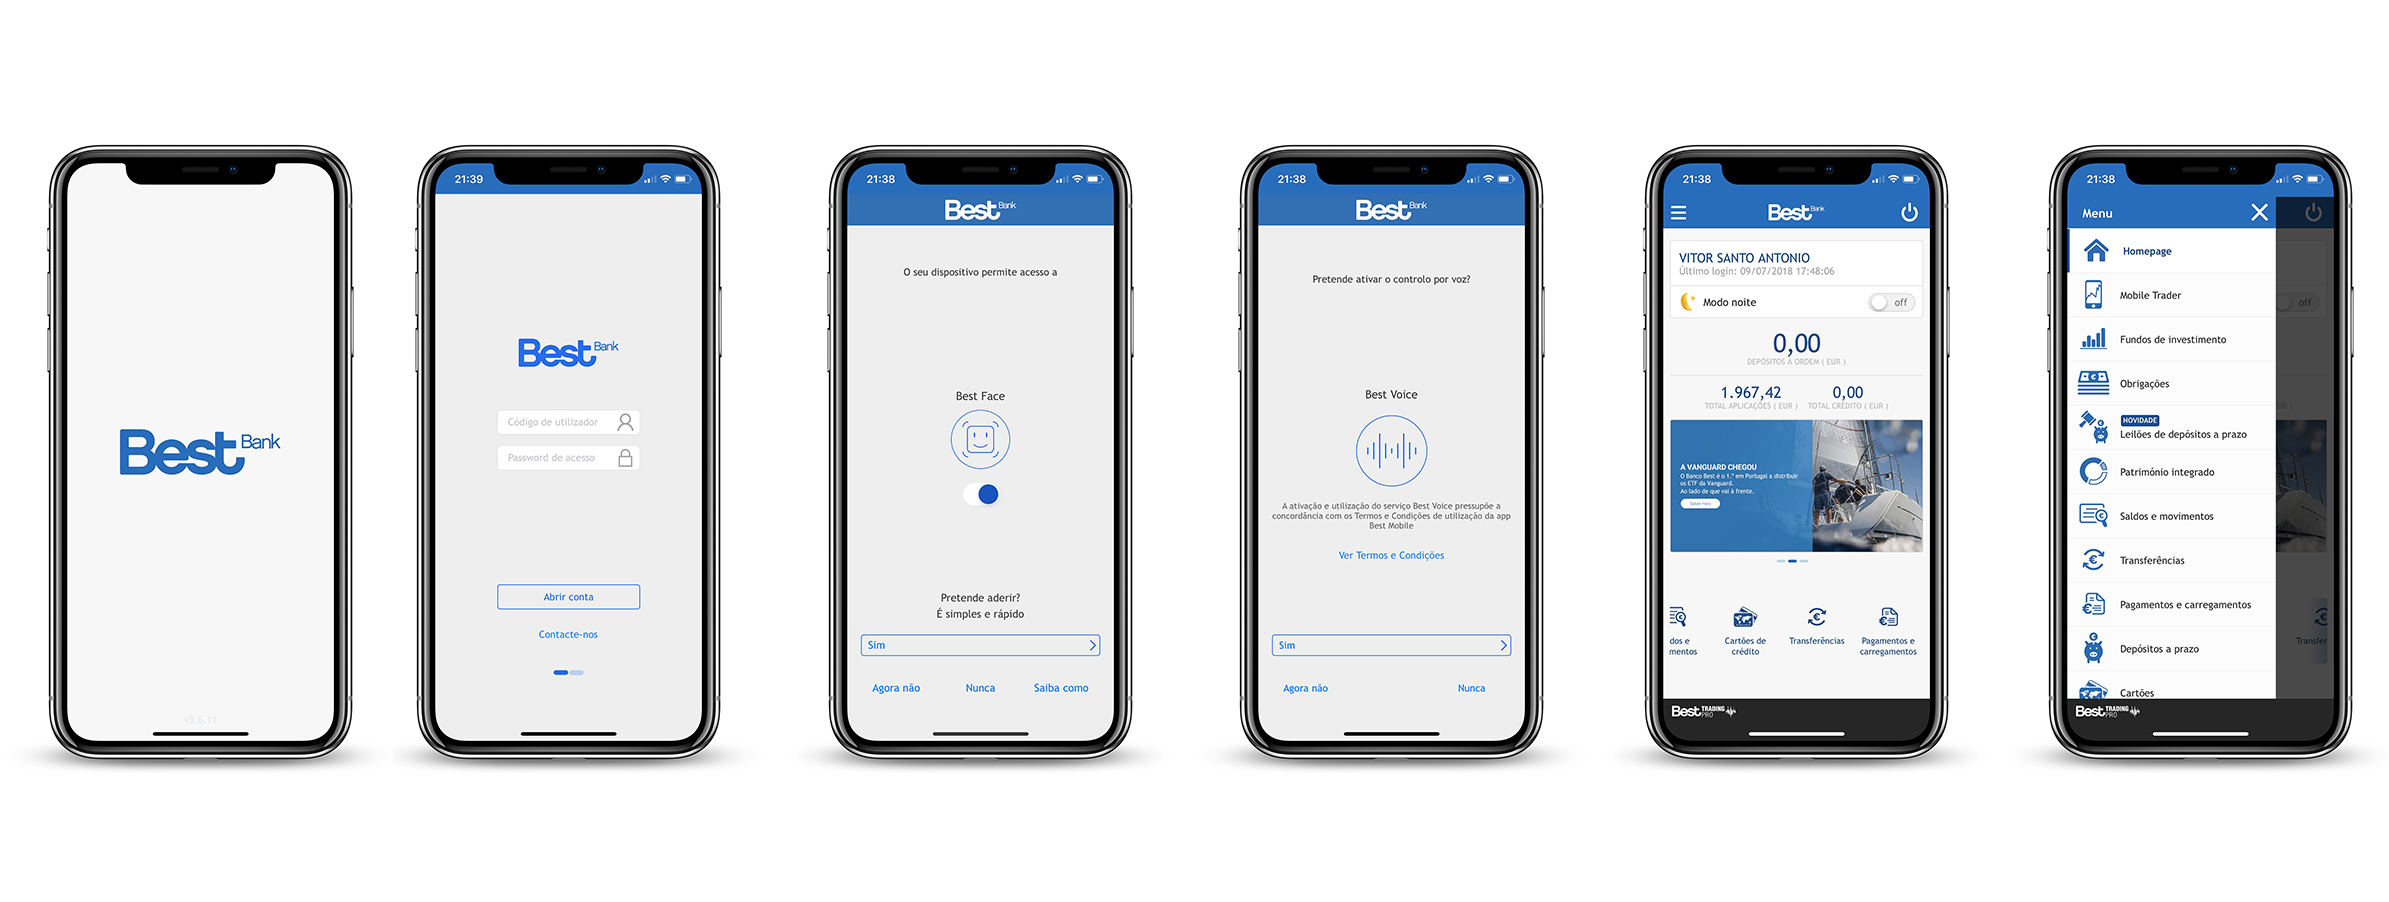 Best Bank
v3.6.11
21:39
Best Bank
Código de utilizador
Password de acesso
Abrir conta
Contacte-nos
21:38
Best Bank
O seu dispositivo permite acesso a
Best Face
Pretende aderir?
É simples e rápido
Sim
Agora não Nunca Saiba como
21:38
Best Bank
Pretende ativar o controlo por voz?
Best Voice
A ativação e utilização do serviço Best Voice pressupõe a
concordância com os Termos e Condições de utilização da app
Best Mobile
Ver Termos e Condições
Sim
Agora não Nunca
21:38
Best Bank
VITOR SANTO ANTONIO
Último login: 09/07/2018 17:48:06
Modo noite off
0,00
DEPÓSITOS A ORDEM ( EUR )
1.967,42 0,00
TOTAL APLICAÇÕES ( EUR ) TOTAL CRÉDITO ( EUR )
A VANGUARD CHEGOU
O Banco Best é o 1.º em Portugal a distribuir
os ETF da Vanguard.
Ao lado de que vai à frente.
Saber mais
dos e Cartões de Transferências Pagamentos e
mentos crédito carregamentos
Best TRADING PRO
21:38
Menu
Homepage
Mobile Trader
off
Fundos de investimento
Obrigações
NOVIDADE
Leilões de depósitos a prazo
Património integrado
Saldos e movimentos
Transferências
Pagamentos e carregamentos
Depósitos a prazo
Transfer
Cartões
Best TRADING PRO